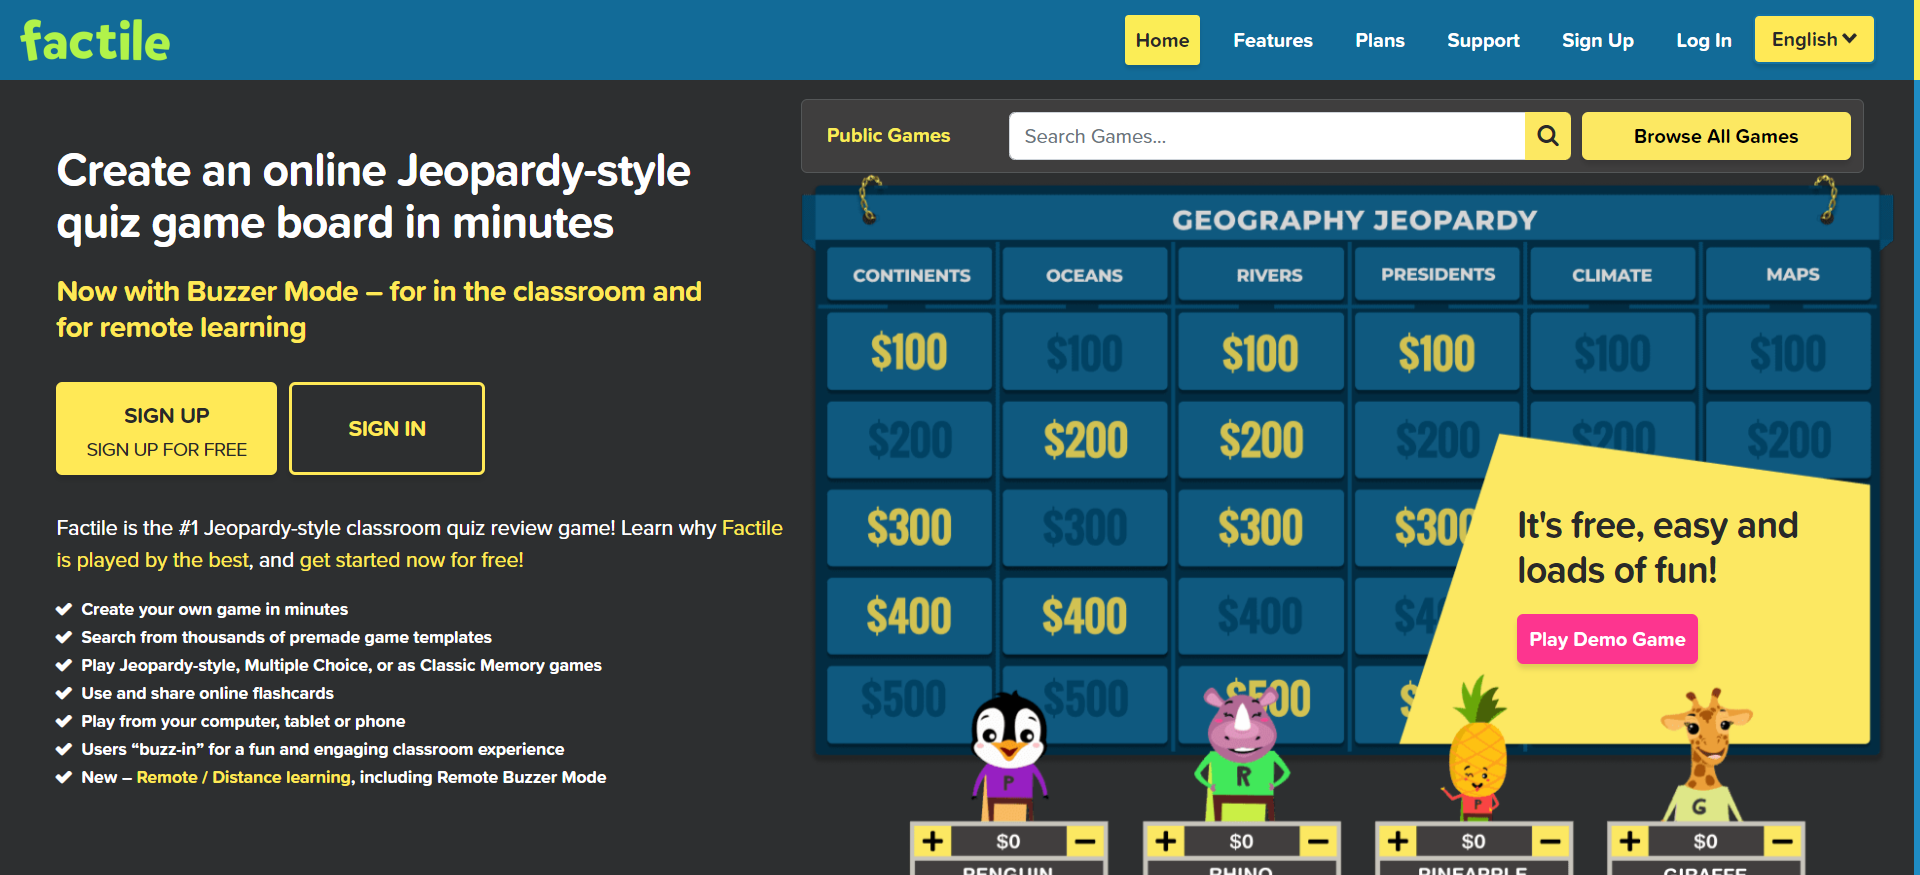 factile
Home Features Plans Support Sign Up Log In English
Public Games Search Games... Browse All Games
Create an online Jeopardy-style
quiz game board in minutes
Now with Buzzer Mode – for in the classroom and
for remote learning
SIGN UP
SIGN UP FOR FREE
SIGN IN
Factile is the #1 Jeopardy-style classroom quiz review game! Learn why Factile
is played by the best, and get started now for free!
Create your own game in minutes
Search from thousands of premade game templates
Play Jeopardy-style, Multiple Choice, or as Classic Memory games
Use and share online flashcards
Play from your computer, tablet or phone
Users “buzz-in” for a fun and engaging classroom experience
New – Remote / Distance learning, including Remote Buzzer Mode
GEOGRAPHY JEOPARDY
CONTINENTS OCEANS RIVERS PRESIDENTS CLIMATE MAPS
$100 $100 $100 $100 $100 $100
$200 $200 $200 $200 $200 $200
$300 $300 $300 $300
$400 $400 $400
$500 $500 $500
It's free, easy and
loads of fun!
Play Demo Game
P R P G
+ $0 − + $0 − + $0 − + $0 −
PENGUIN RHINO PINEAPPLE GIRAFFE